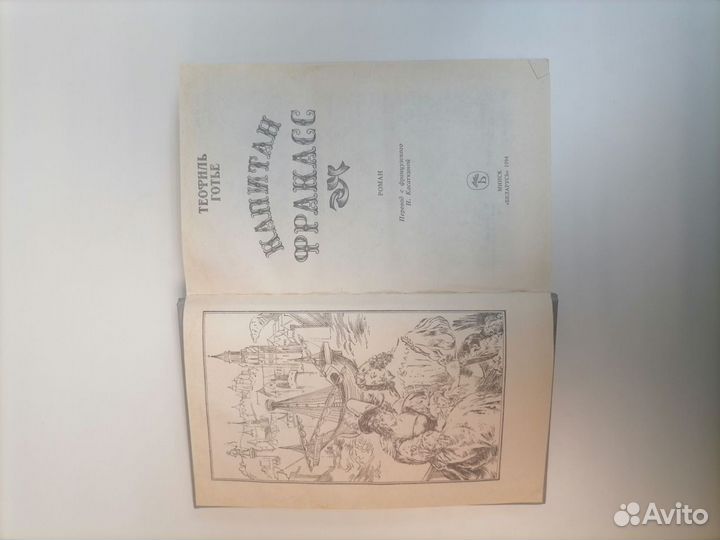 ТЕОФИЛЬ
ГОТЬЕ
КАПИТАН
ФРАКАСС
РОМАН
Перевод с французского
Н. Касаткиной
МИНСК
«БЕЛАРУСЬ» 1994
Avito